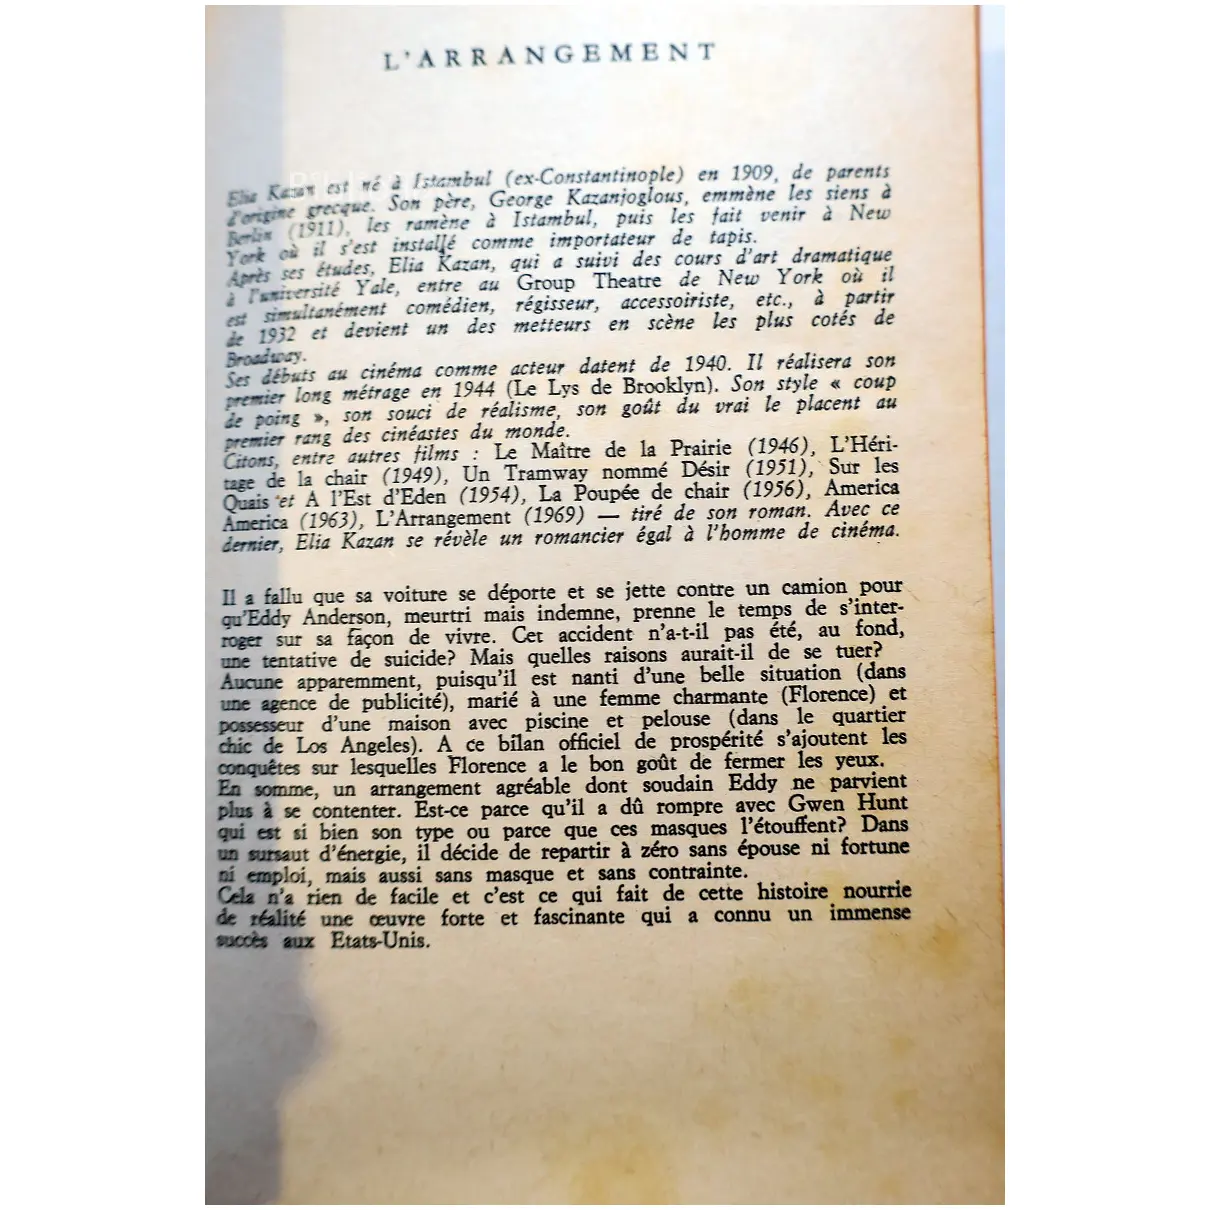 L'ARRANGEMENT
Elia Kazan est né à Istambul (ex-Constantinople) en 1909, de parents
d'origine grecque. Son père, George Kazanjoglous, emmène les siens à
Berlin (1911), les ramène à Istambul, puis les fait venir à New
York où il s'est installé comme importateur de tapis.
Après ses études, Elia Kazan, qui a suivi des cours d'art dramatique
à l'université Yale, entre au Group Theatre de New York où il
est simultanément comédien, régisseur, accessoiriste, etc., à partir
de 1932 et devient un des metteurs en scène les plus cotés de
Broadway.
Ses débuts au cinéma comme acteur datent de 1940. Il réalisera son
premier long métrage en 1944 (Le Lys de Brooklyn). Son style « coup
de poing », son souci de réalisme, son goût du vrai le placent au
premier rang des cinéastes du monde.
Citons, entre autres films : Le Maître de la Prairie (1946), L'Héri-
tage de la chair (1949), Un Tramway nommé Désir (1951), Sur les
Quais et A l'Est d'Eden (1954), La Poupée de chair (1956), America
America (1963), L'Arrangement (1969) — tiré de son roman. Avec ce
dernier, Elia Kazan se révèle un romancier égal à l'homme de cinéma.
Il a fallu que sa voiture se déporte et se jette contre un camion pour
qu'Eddy Anderson, meurtri mais indemne, prenne le temps de s'inter-
roger sur sa façon de vivre. Cet accident n'a-t-il pas été, au fond,
une tentative de suicide? Mais quelles raisons aurait-il de se tuer?
Aucune apparemment, puisqu'il est nanti d'une belle situation (dans
une agence de publicité), marié à une femme charmante (Florence) et
possesseur d'une maison avec piscine et pelouse (dans le quartier
chic de Los Angeles). A ce bilan officiel de prospérité s'ajoutent les
conquêtes sur lesquelles Florence a le bon goût de fermer les yeux.
En somme, un arrangement agréable dont soudain Eddy ne parvient
plus à se contenter. Est-ce parce qu'il a dû rompre avec Gwen Hunt
qui est si bien son type ou parce que ces masques l'étouffent? Dans
un sursaut d'énergie, il décide de repartir à zéro sans épouse ni fortune
ni emploi, mais aussi sans masque et sans contrainte.
Cela n'a rien de facile et c'est ce qui fait de cette histoire nourrie
de réalité une œuvre forte et fascinante qui a connu un immense
succès aux Etats-Unis.